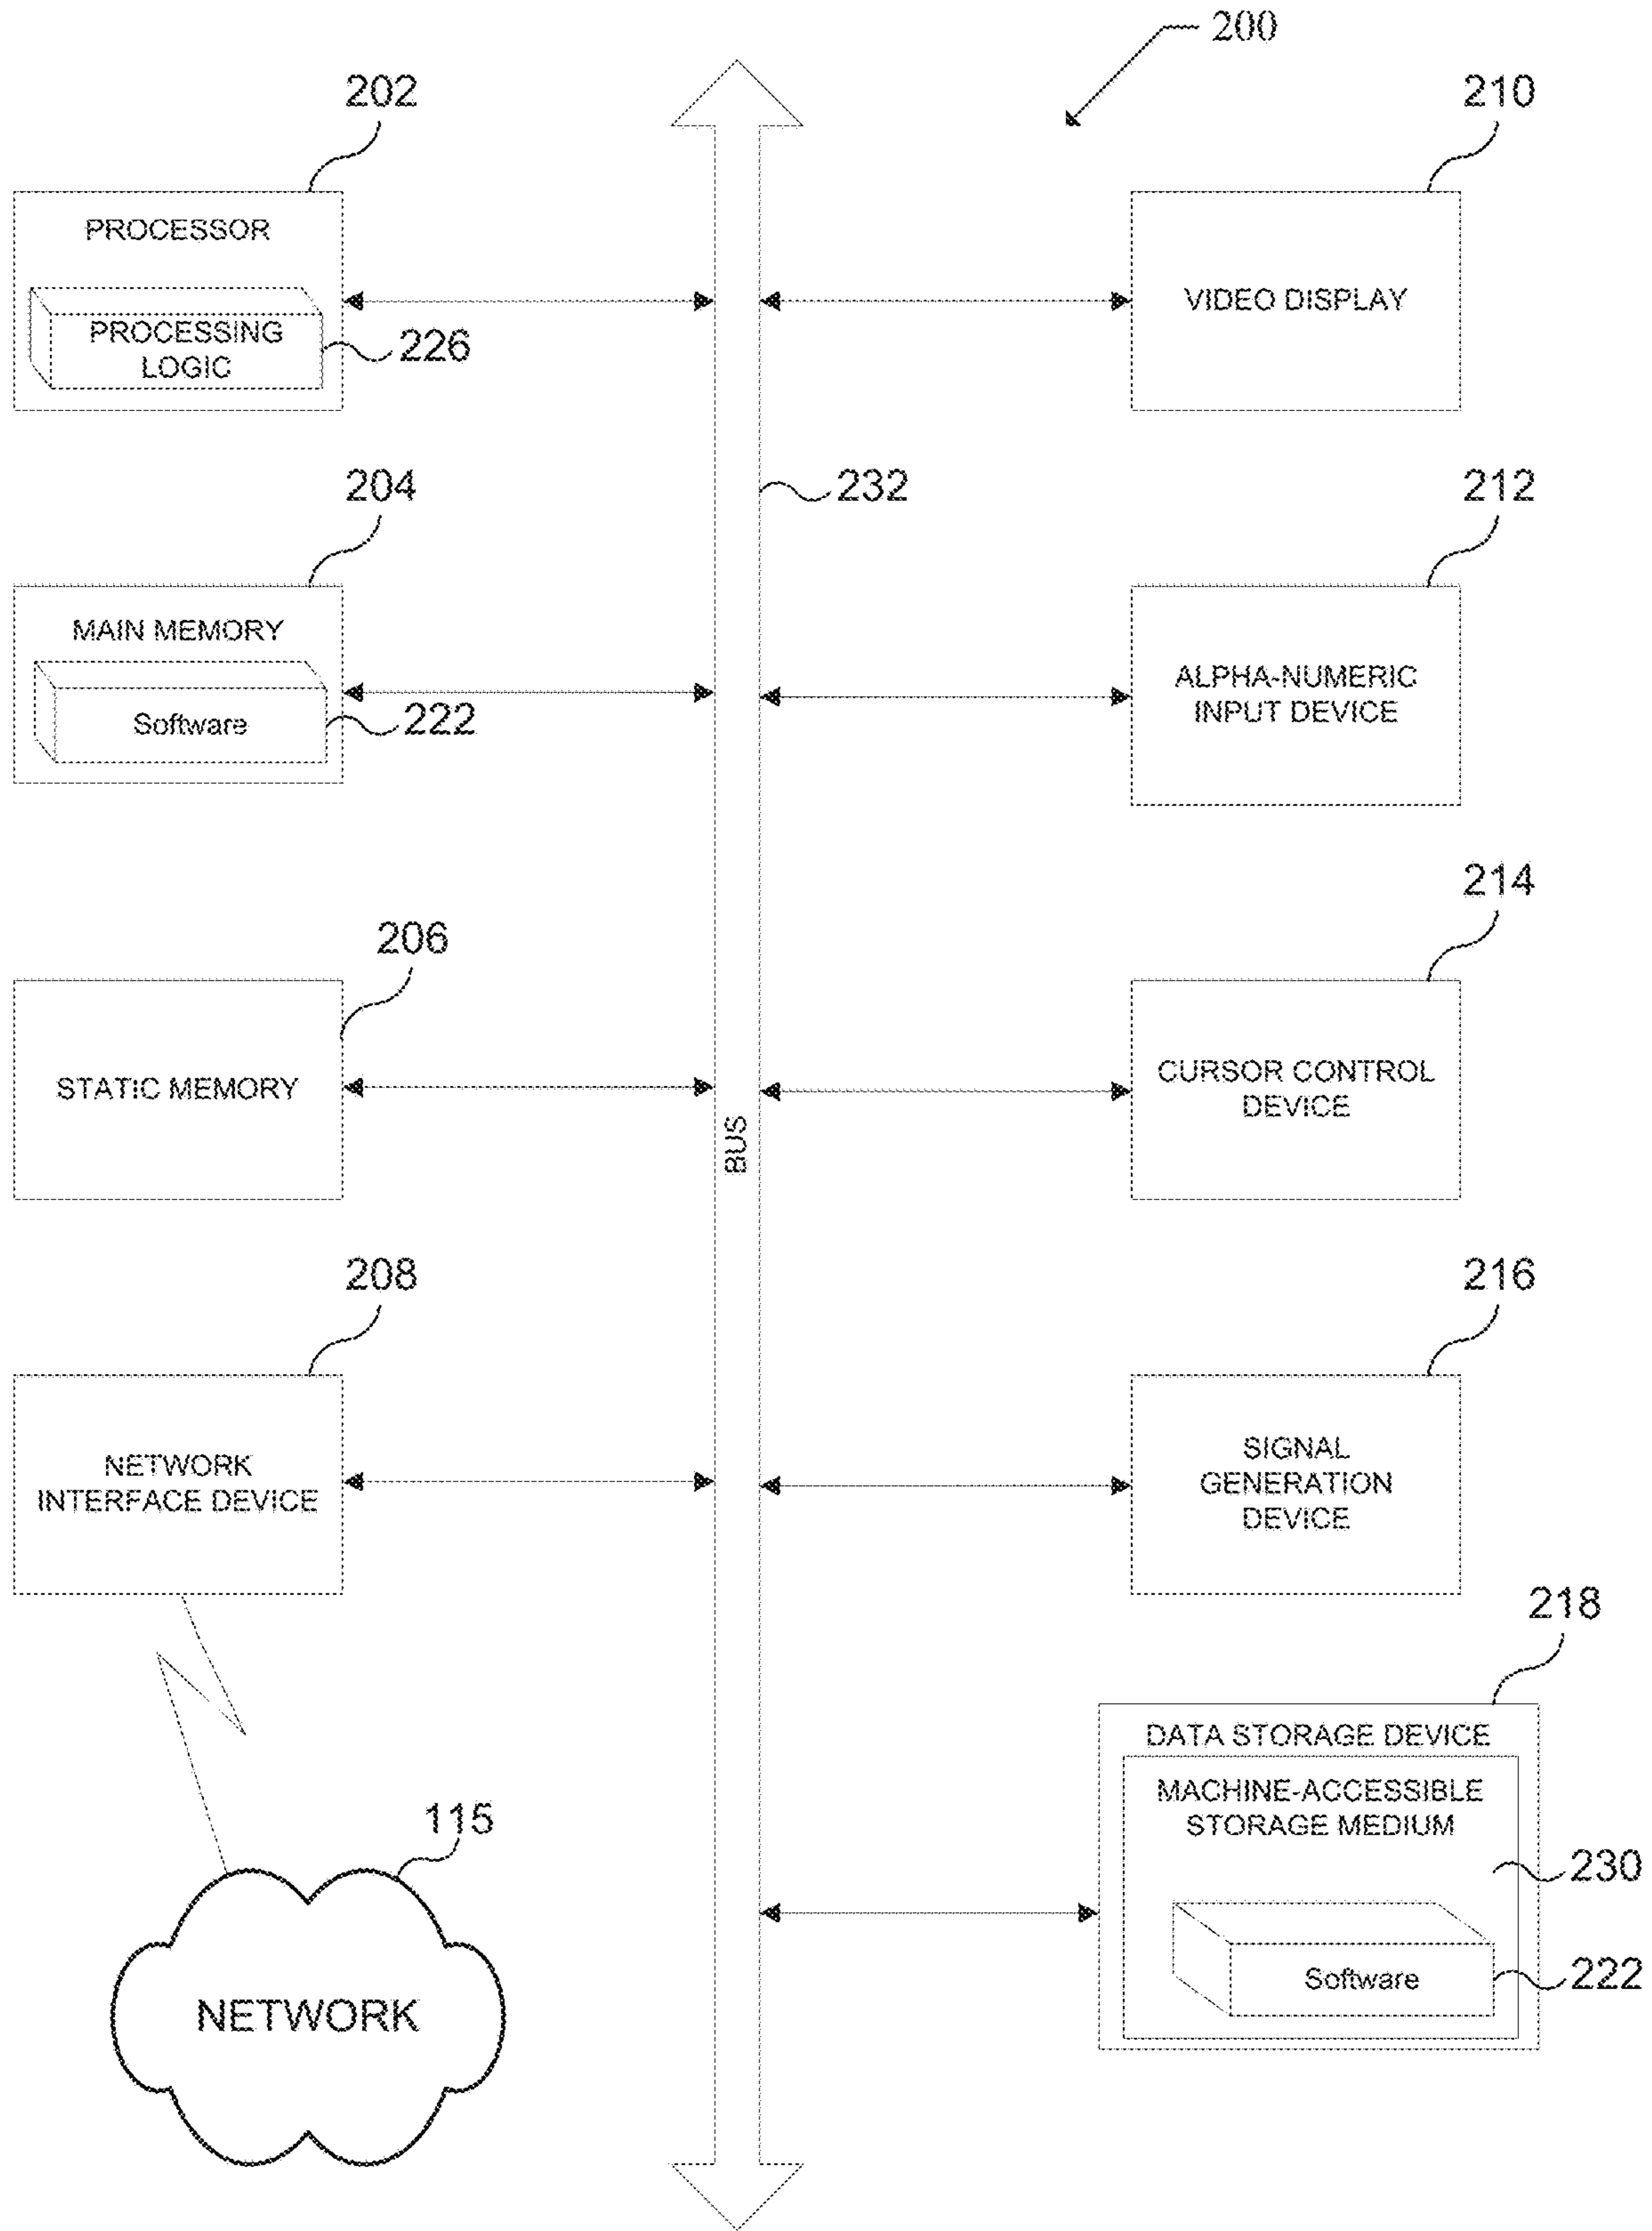 200
202
210
PROCESSOR
PROCESSING
LOGIC
226
VIDEO DISPLAY
204
232
212
MAIN MEMORY
Software
222
ALPHA-NUMERIC
INPUT DEVICE
206
214
STATIC MEMORY
CURSOR CONTROL
DEVICE
BUS
208
216
NETWORK
INTERFACE DEVICE
SIGNAL
GENERATION
DEVICE
218
DATA STORAGE DEVICE
MACHINE-ACCESSIBLE
STORAGE MEDIUM
115
230
Software
222
NETWORK